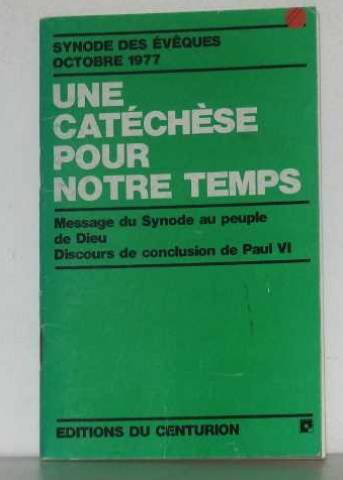 SYNODE DES ÉVÊQUES
OCTOBRE 1977
UNE
CATÉCHÈSE
POUR
NOTRE TEMPS
Message du Synode au peuple
de Dieu
Discours de conclusion de Paul VI
EDITIONS DU CENTURION